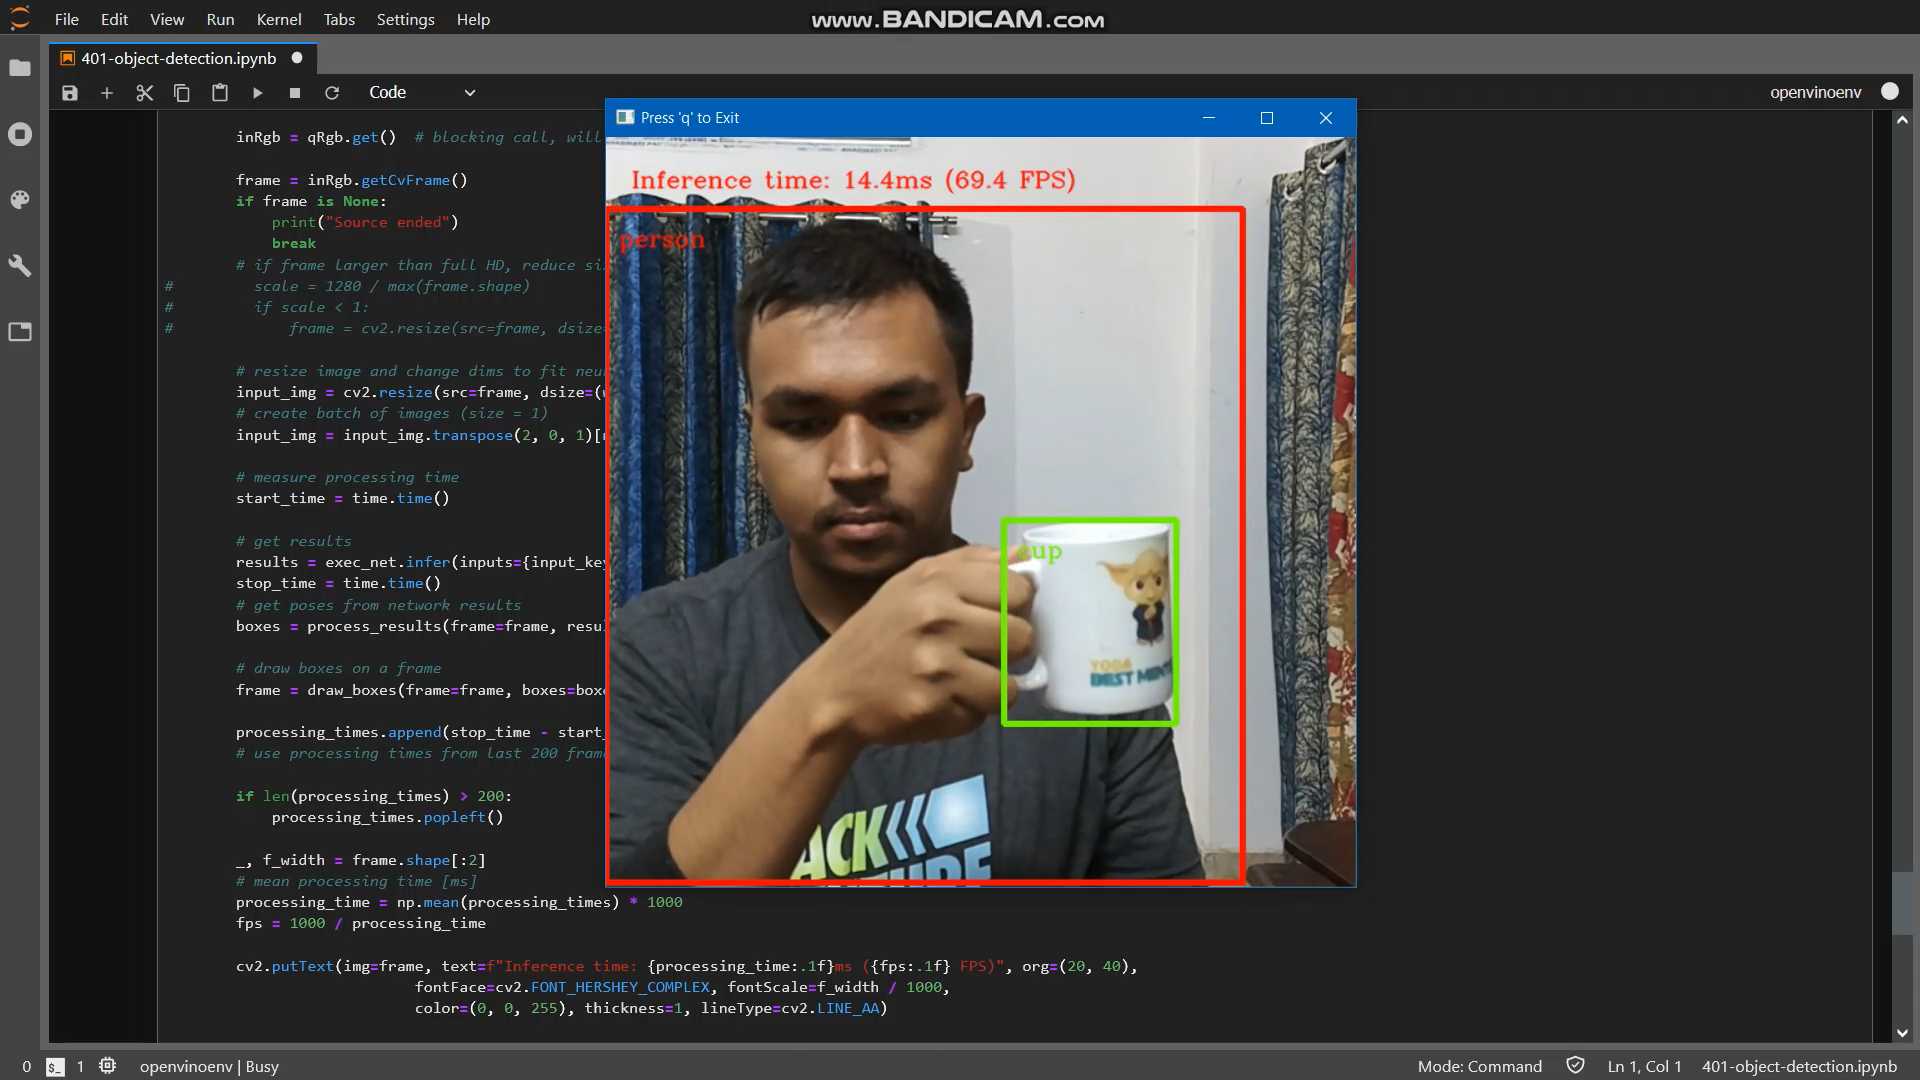 File Edit View Run Kernel Tabs Settings Help
www.BANDICAM.com
401-object-detection.ipynb
Code
openvinoenv
Press 'q' to Exit
Inference time: 14.4ms (69.4 FPS)
person
cup
YODA
BEST
inRgb = qRgb.get()  # blocking call, will
frame = inRgb.getCvFrame()
if frame is None:
print("Source ended")
break
# if frame larger than full HD, reduce
# scale = 1280 / max(frame.shape)
# if scale < 1:
# frame = cv2.resize(src=frame, dsize=
# resize image and change dims to fit
input_img = cv2.resize(src=frame, dsize=(
# create batch of images (size = 1)
input_img = input_img.transpose(2, 0, 1)[
# measure processing time
start_time = time.time()
# get results
results = exec_net.infer(inputs={input_key
stop_time = time.time()
# get poses from network results
boxes = process_results(frame=frame,
# draw boxes on a frame
frame = draw_boxes(frame=frame,
processing_times.append(stop_time -
# use processing times from last 200
if len(processing_times) > 200:
processing_times.popleft()
_, f_width = frame.shape[:2]
# mean processing time [ms]
processing_time = np.mean(processing_times) * 1000
fps = 1000 / processing_time
cv2.putText(img=frame, text=f"Inference time: {processing_time:.1f}ms ({fps:.1f} FPS)", org=(20, 40),
fontFace=cv2.FONT_HERSHEY_COMPLEX, fontScale=f_width / 1000,
color=(0, 0, 255), thickness=1, lineType=cv2.LINE_AA)
0 $_ 1 openvinoenv | Busy
Mode: Command Ln 1, Col 1 401-object-detection.ipynb